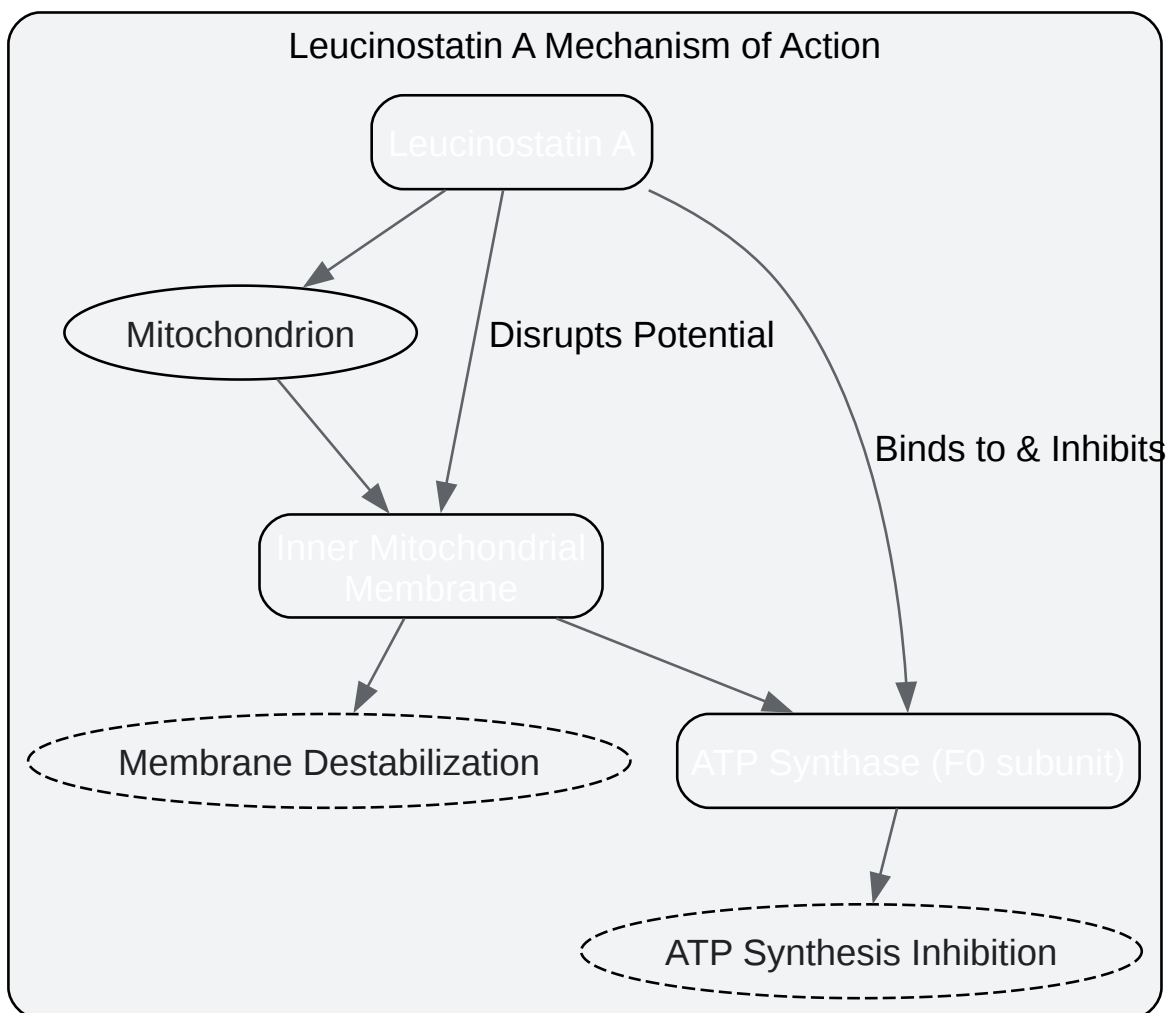 Leucinostatin A Mechanism of Action
Leucinostatin A
Mitochondrion
Disrupts Potential
Binds to & Inhibits
Inner Mitochondrial
Membrane
Membrane Destabilization
ATP Synthase (F0 subunit)
ATP Synthesis Inhibition